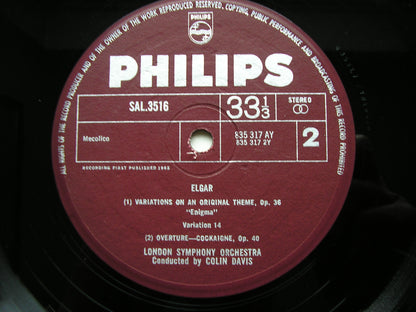 ALL RIGHTS OF THE RECORD PRODUCER AND OF THE OWNER OF THE WORK REPRODUCED RESERVED. COPYING, PUBLIC PERFORMANCE AND BROADCASTING OF THIS RECORD PROHIBITED
PHILIPS
PHILIPS
SAL.3516
33 1/3
STEREO
Mecolico
835 317 AY
835 317 2Y
2
RECORDING FIRST PUBLISHED 1965
ELGAR
(1) VARIATIONS ON AN ORIGINAL THEME, Op. 36
"Enigma"
Variation 14
(2) OVERTURE—COCKAIGNE, Op. 40
LONDON SYMPHONY ORCHESTRA
Conducted by COLIN DAVIS